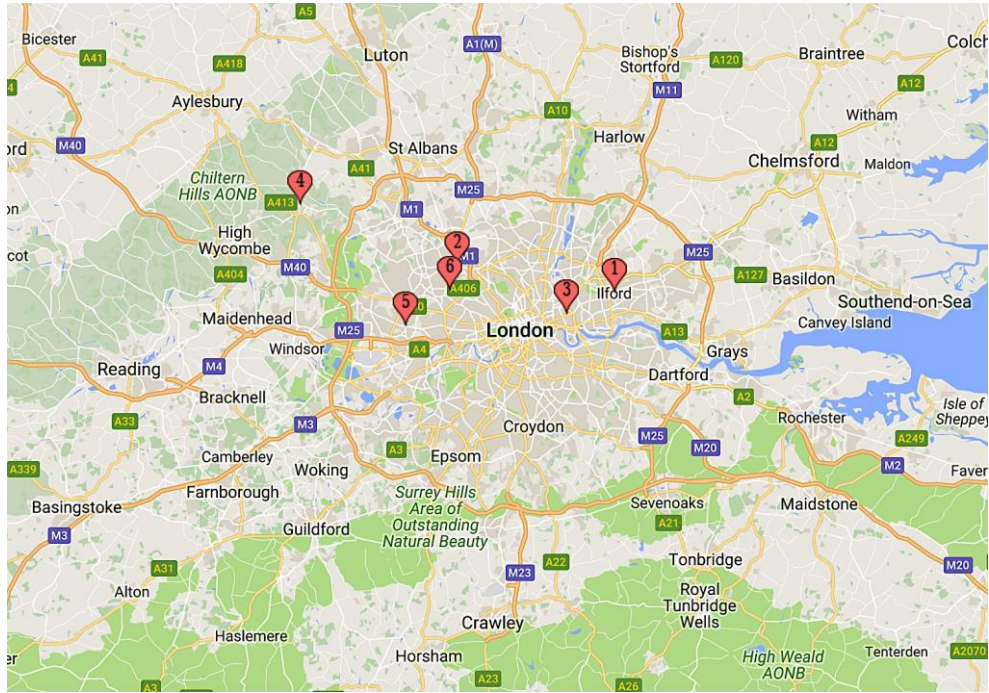 A5
Bicester
A41
A418
Luton
A1(M)
Bishop's
Stortford
A120
Braintree
Colch
Aylesbury
M11
A12
A10
Witham
M40
St Albans
Harlow
A12
ord
Chelmsford
Maldon
A41
Chiltern
Hills AONB
4
A413
M25
M1
on
High
Wycombe
2
M1
M25
cot
A404
M40
6
A406
1
Ilford
A127
Basildon
3
5
Southend-on-Sea
Maidenhead
M25
London
A13
Canvey Island
Windsor
A4
Grays
Reading
M4
Dartford
Bracknell
A2
Isle of
Sheppey
A33
M3
Croydon
Rochester
A3
M25
M20
A249
Camberley
Epsom
M2
A339
Woking
Faver
Farnborough
Surrey Hills
Area of
Outstanding
Natural Beauty
Sevenoaks
Maidstone
Basingstoke
Guildford
A21
M3
A22
Tonbridge
A31
M23
M20
Alton
Royal
Tunbridge
Wells
Crawley
Haslemere
Horsham
High Weald
AONB
Tenterden
A2070
er
A3
A23
A26